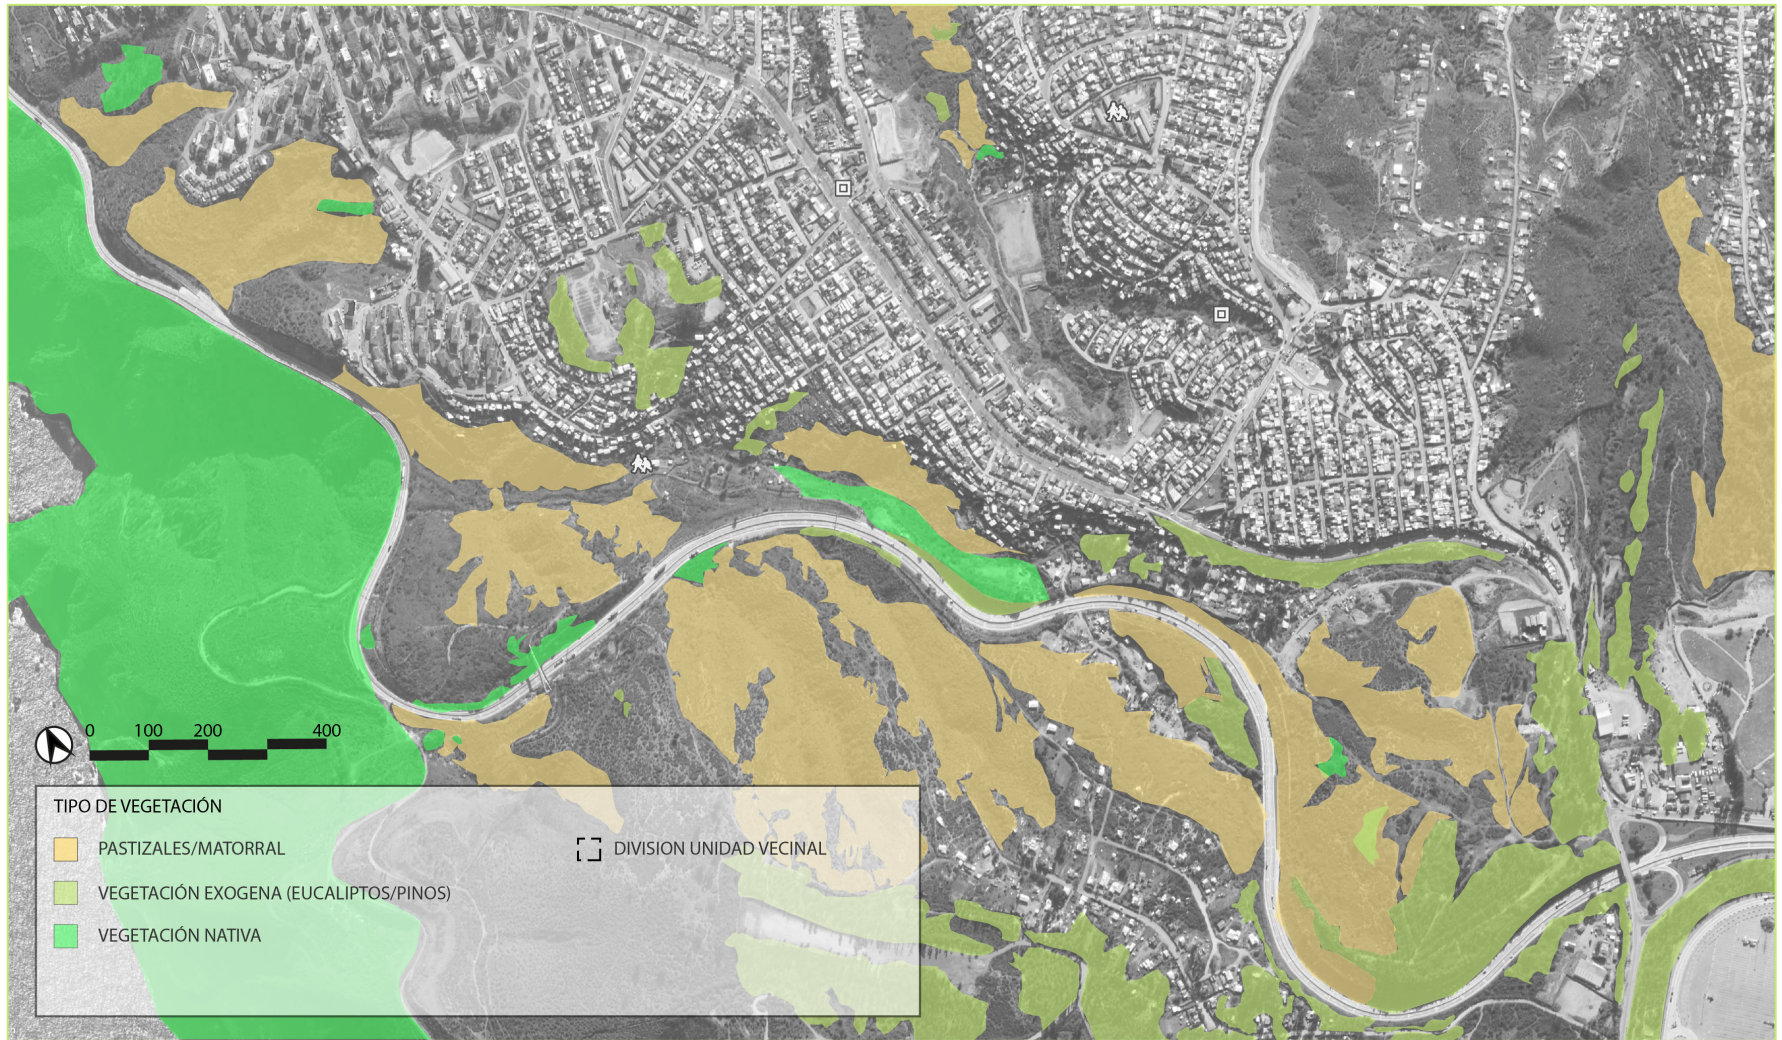 0 100 200 400
TIPO DE VEGETACIÓN
PASTIZALES/MATORRAL
DIVISION UNIDAD VECINAL
VEGETACIÓN EXOGENA (EUCALIPTOS/PINOS)
VEGETACIÓN NATIVA